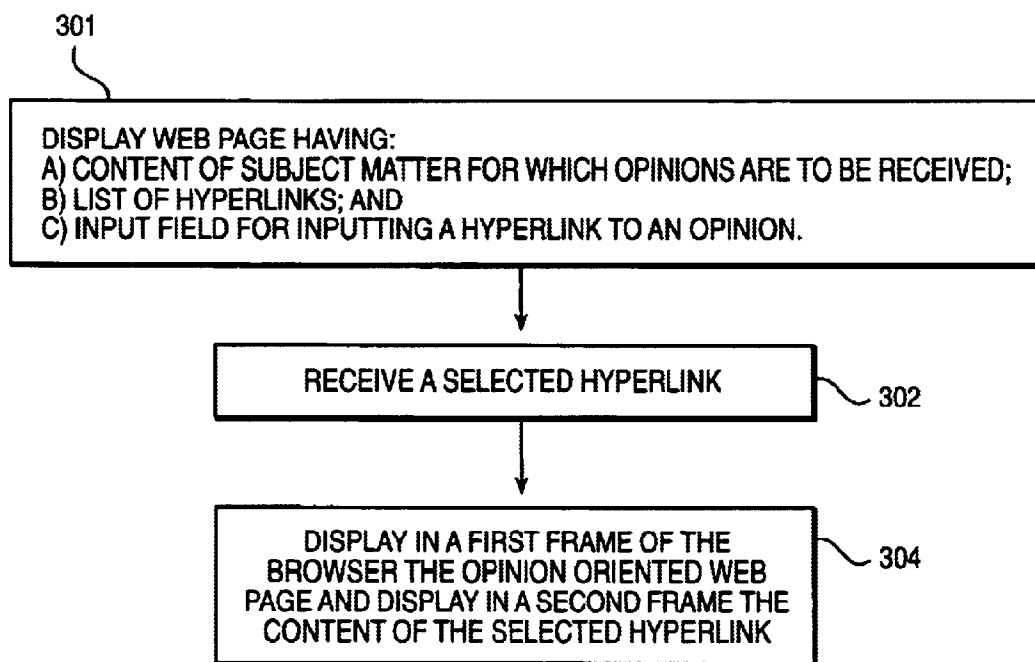 301
DISPLAY WEB PAGE HAVING:
A) CONTENT OF SUBJECT MATTER FOR WHICH OPINIONS ARE TO BE RECEIVED;
B) LIST OF HYPERLINKS; AND
C) INPUT FIELD FOR INPUTTING A HYPERLINK TO AN OPINION.
RECEIVE A SELECTED HYPERLINK
302
DISPLAY IN A FIRST FRAME OF THE
BROWSER THE OPINION ORIENTED WEB
PAGE AND DISPLAY IN A SECOND FRAME THE
CONTENT OF THE SELECTED HYPERLINK
304